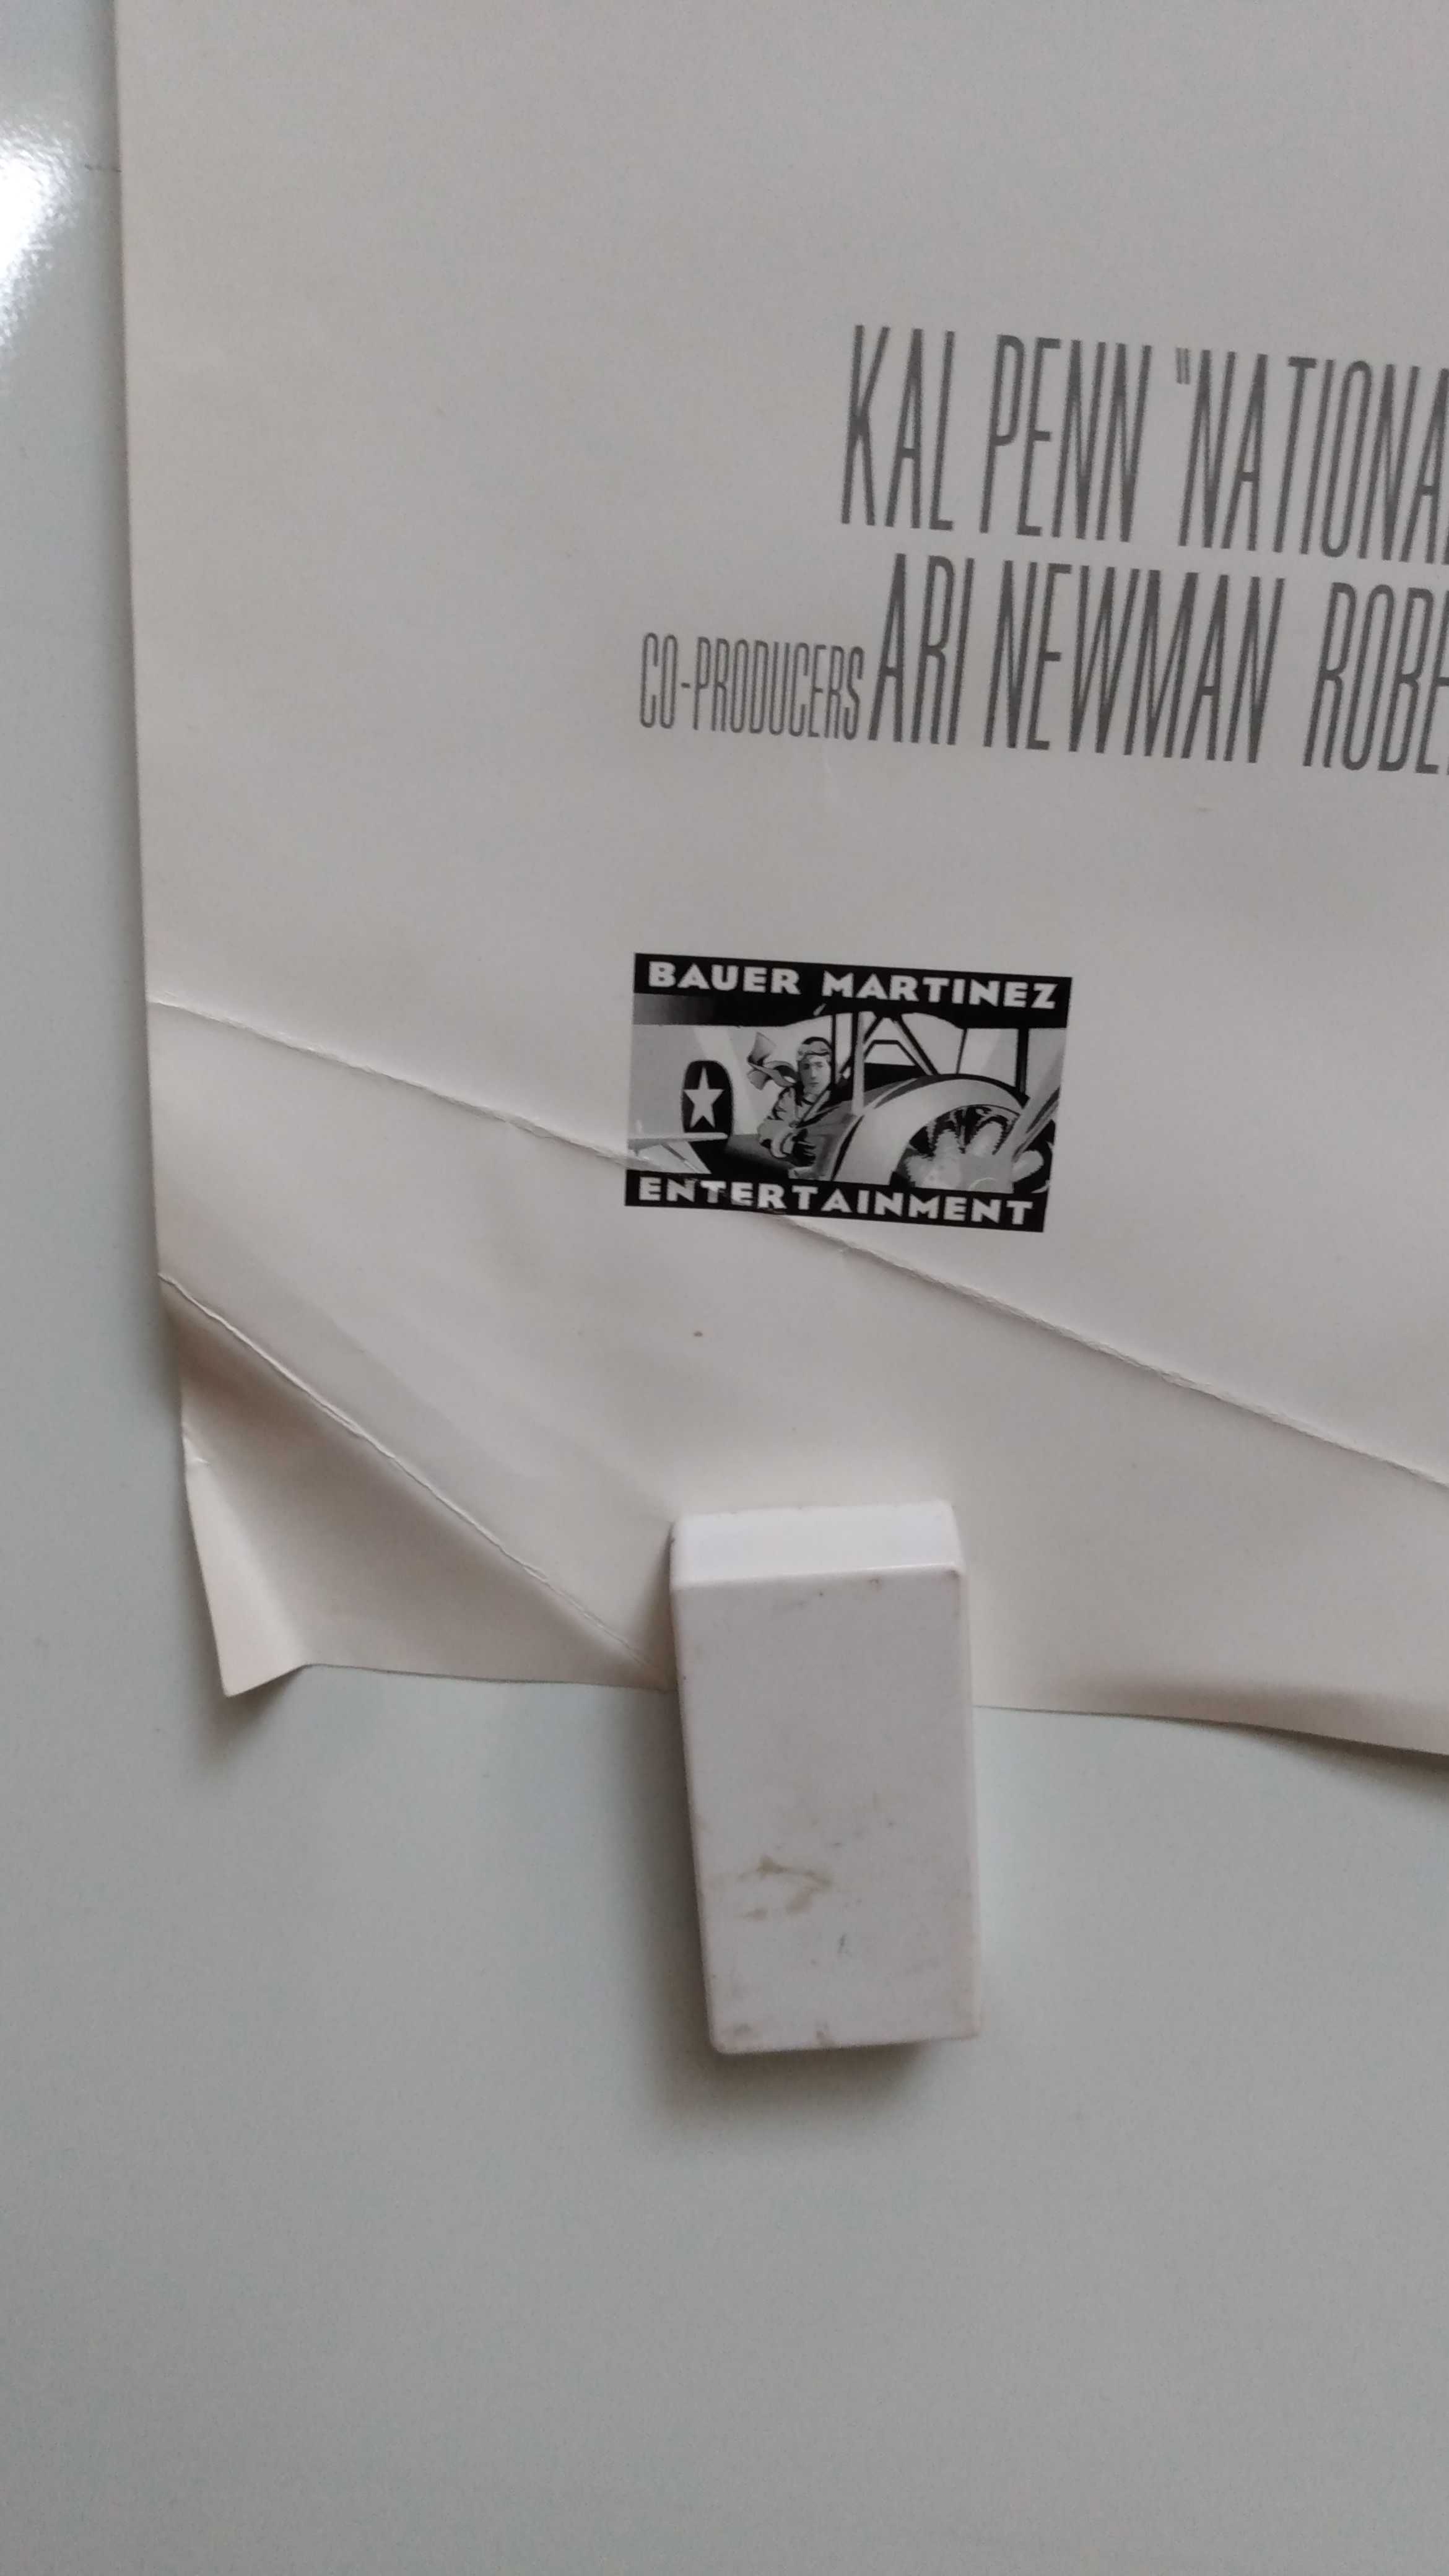 KAL PENN "NATIONA
CO-PRODUCERS ARI NEWMAN ROBE
BAUER MARTINEZ
ENTERTAINMENT